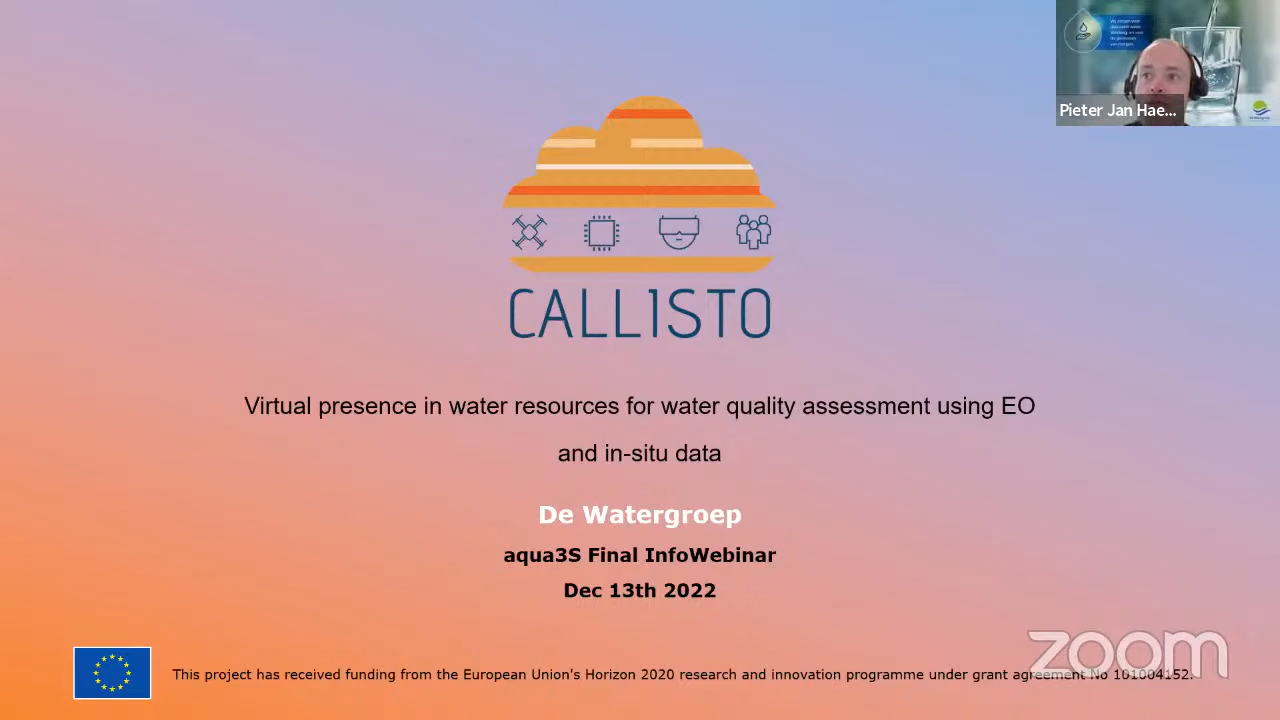 Pieter Jan Hae...
CALLISTO
Virtual presence in water resources for water quality assessment using EO
and in-situ data
De Watergroep
aqua3S Final InfoWebinar
Dec 13th 2022
This project has received funding from the European Union's Horizon 2020 research and innovation programme under grant agreement No 101004152.
zoom